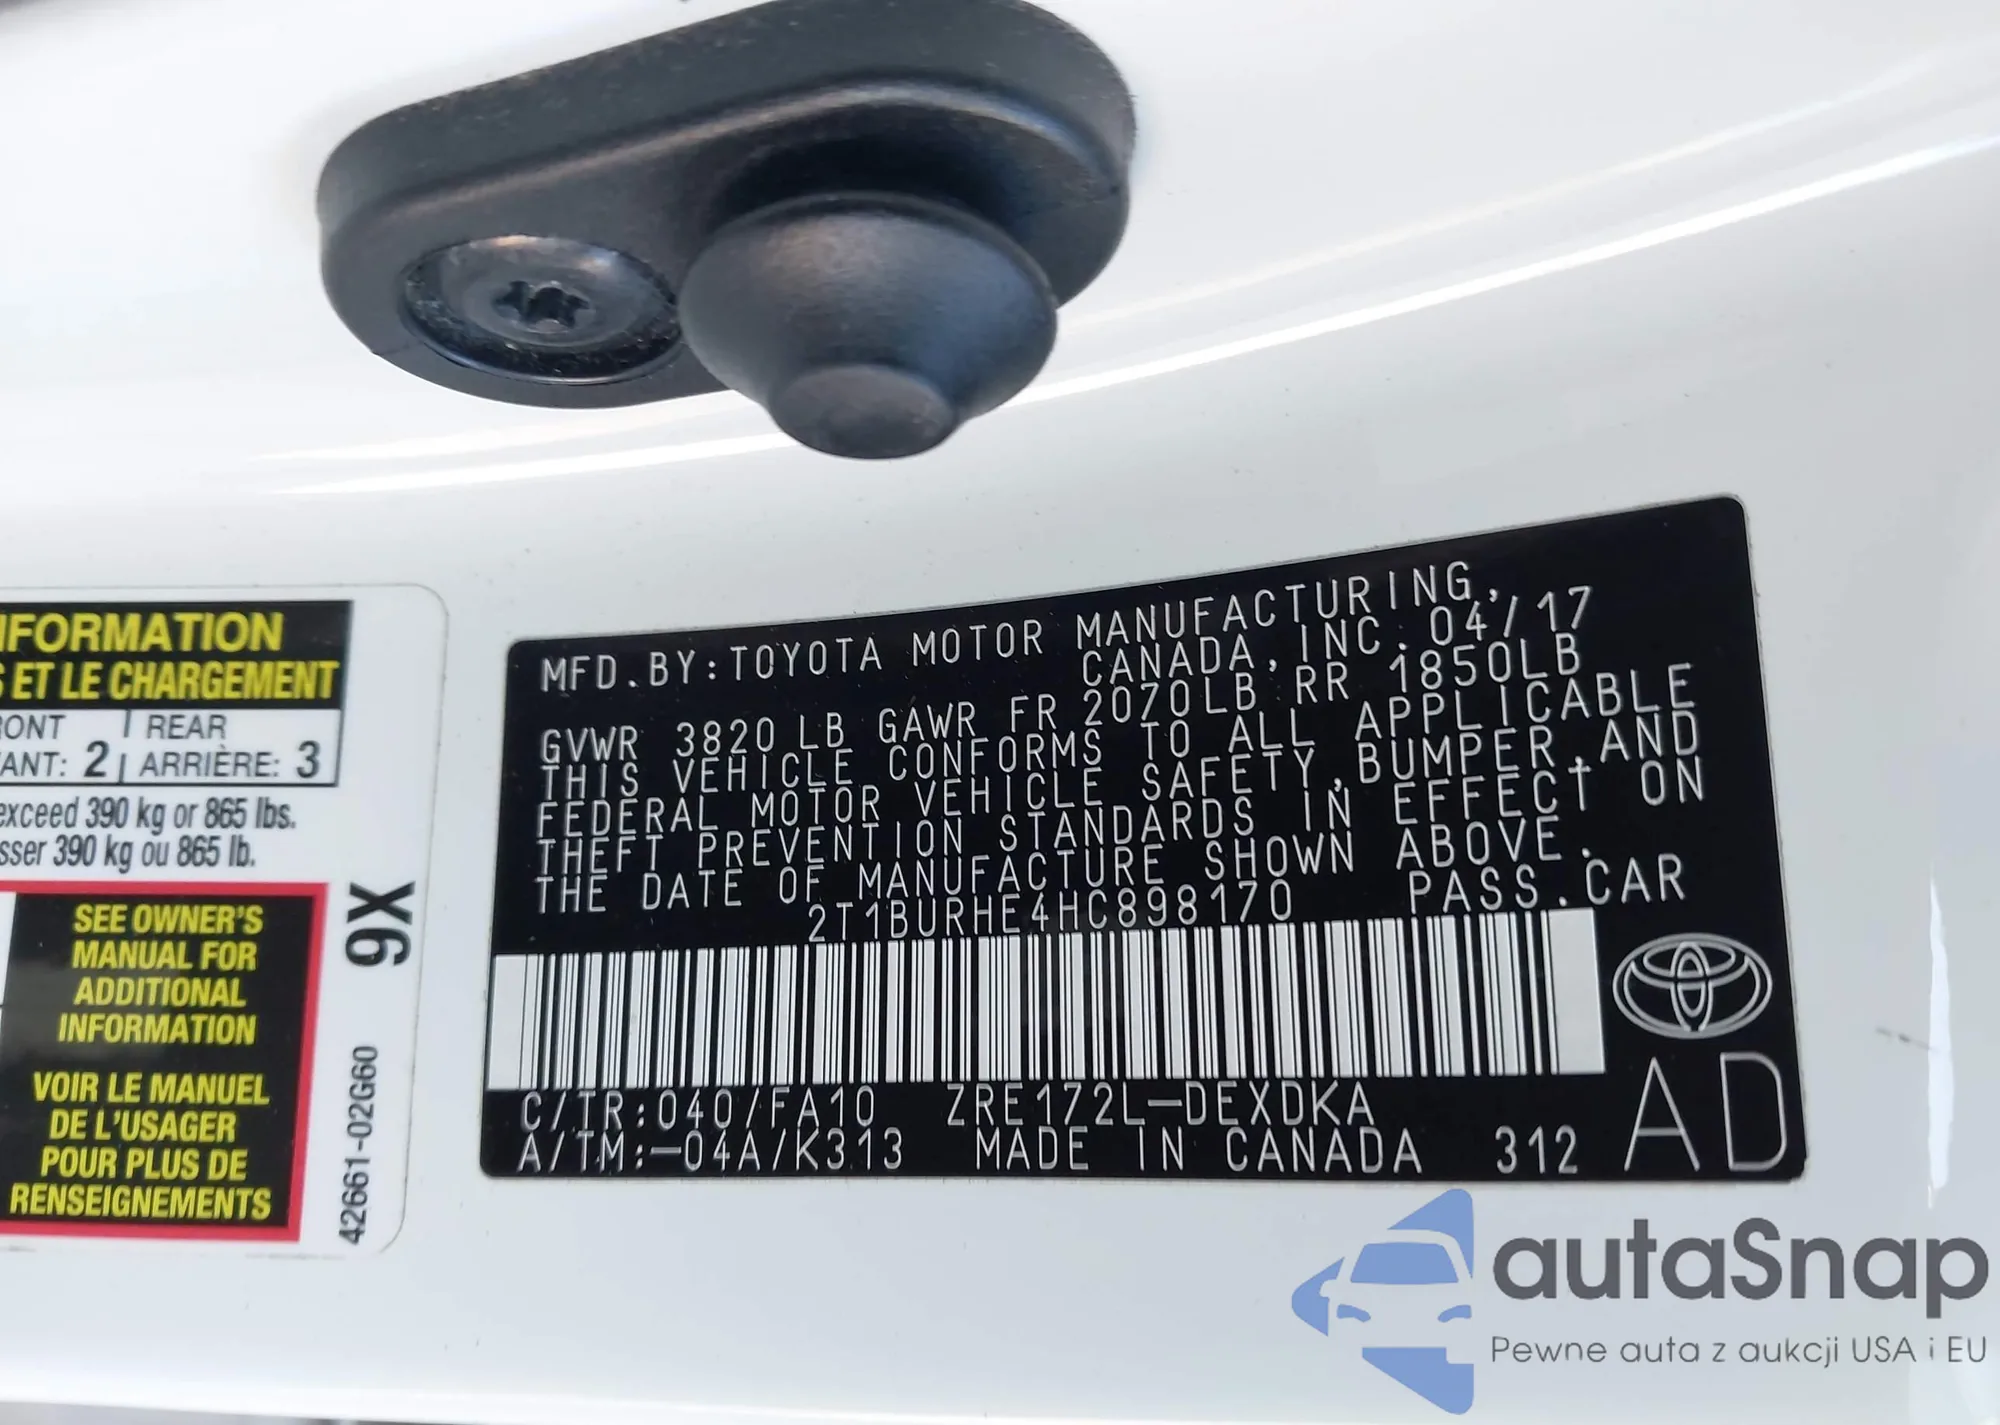 NFORMATION
S ET LE CHARGEMENT
RONT | REAR
ANT: 2 | ARRIÈRE: 3
exceed 390 kg or 865 lbs.
sser 390 kg ou 865 lb.
SEE OWNER'S
MANUAL FOR
ADDITIONAL
INFORMATION
VOIR LE MANUEL
DE L'USAGER
POUR PLUS DE
RENSEIGNEMENTS
9X
42661-02G60
MFD.BY:TOYOTA MOTOR MANUFACTURING,
CANADA, INC. 04/17
GVWR 3820 LB GAWR FR 2070LB RR 1850LB
THIS VEHICLE CONFORMS TO ALL APPLICABLE
FEDERAL MOTOR VEHICLE SAFETY,BUMPER,AND
THEFT PREVENTION STANDARDS IN EFFECT ON
THE DATE OF MANUFACTURE SHOWN ABOVE.
2T1BURHE4HC898170 PASS.CAR
C/TR:040/FA10 ZRE172L-DEXDKA
A/TM:-04A/K313 MADE IN CANADA 312
AD
autaSnap
Pewne auta z aukcji USA i EU